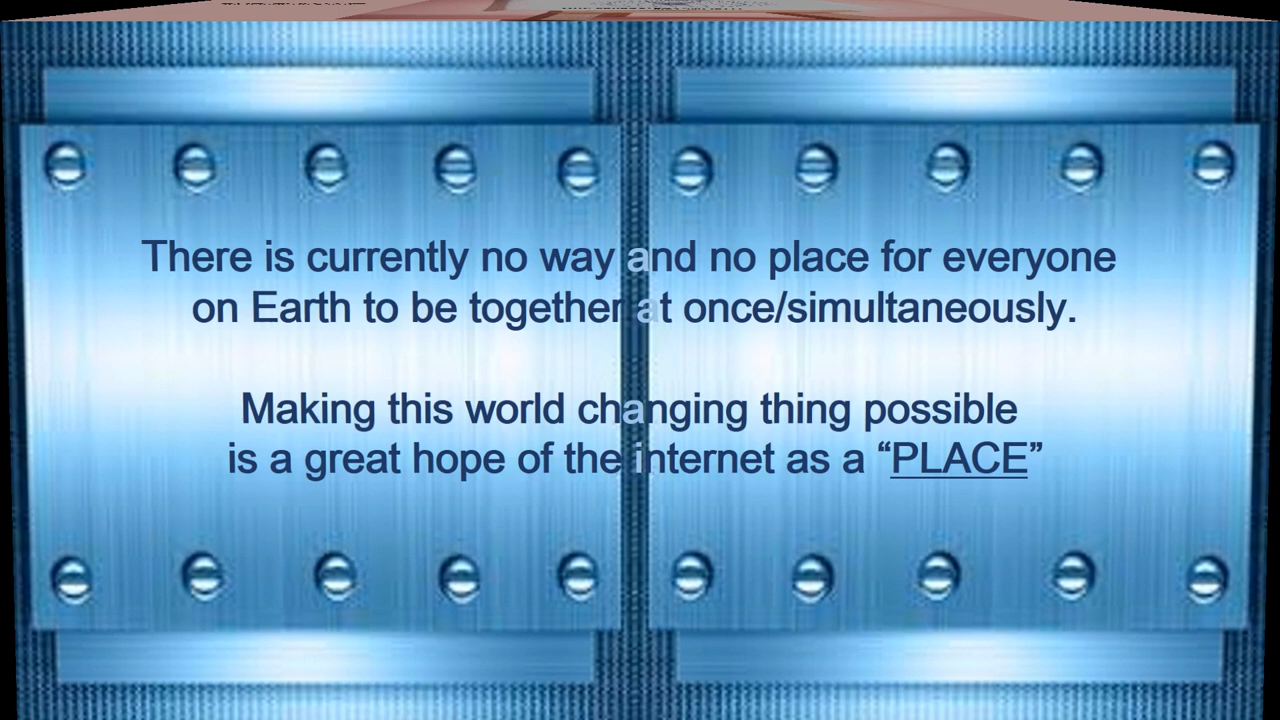 There is currently no way and no place for everyone
on Earth to be together at once/simultaneously.
Making this world changing thing possible
is a great hope of the internet as a “PLACE”